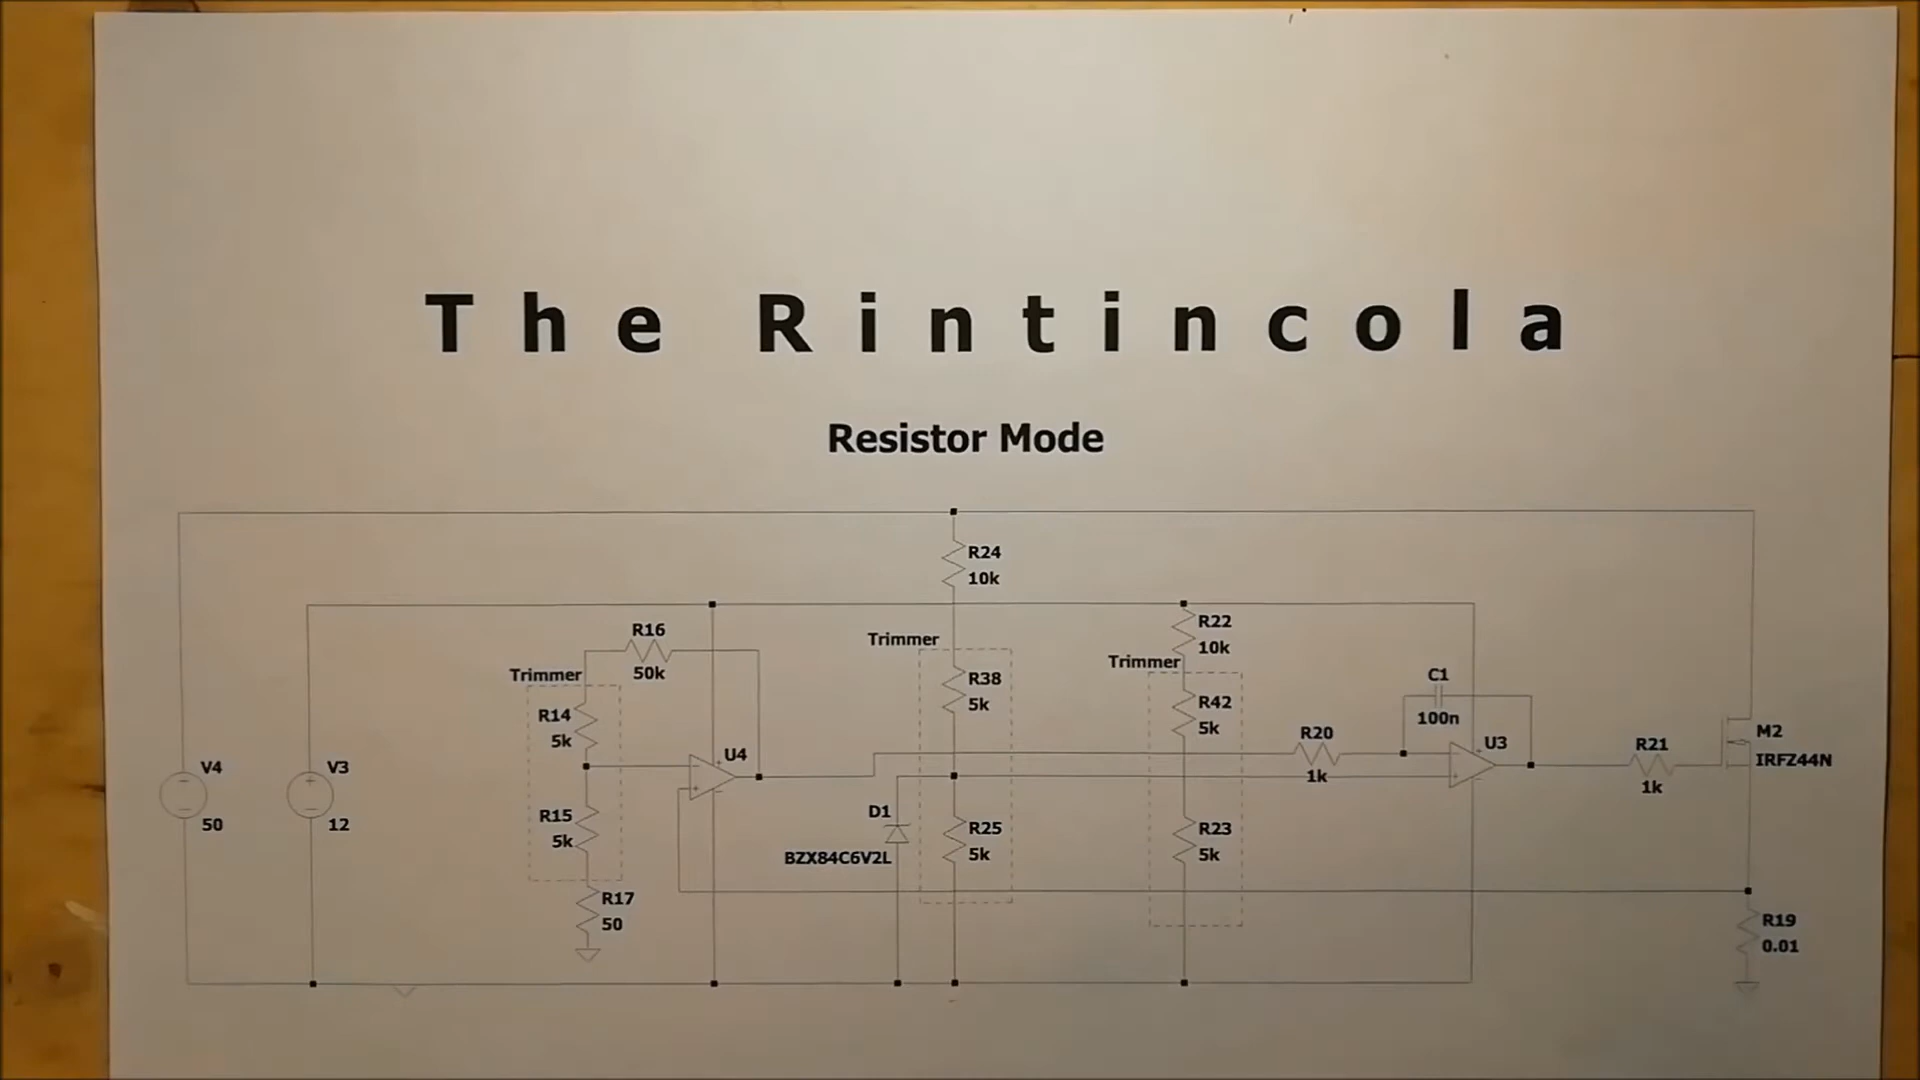 The Rintincola
Resistor Mode
R24
10k
R16
50k
Trimmer
R22
10k
Trimmer
Trimmer
R14
5k
R38
5k
R42
5k
C1
100n
R20
1k
U4
U3
R21
1k
M2
IRFZ44N
V4
50
V3
12
R15
5k
D1
BZX84C6V2L
R25
5k
R23
5k
R17
50
R19
0.01